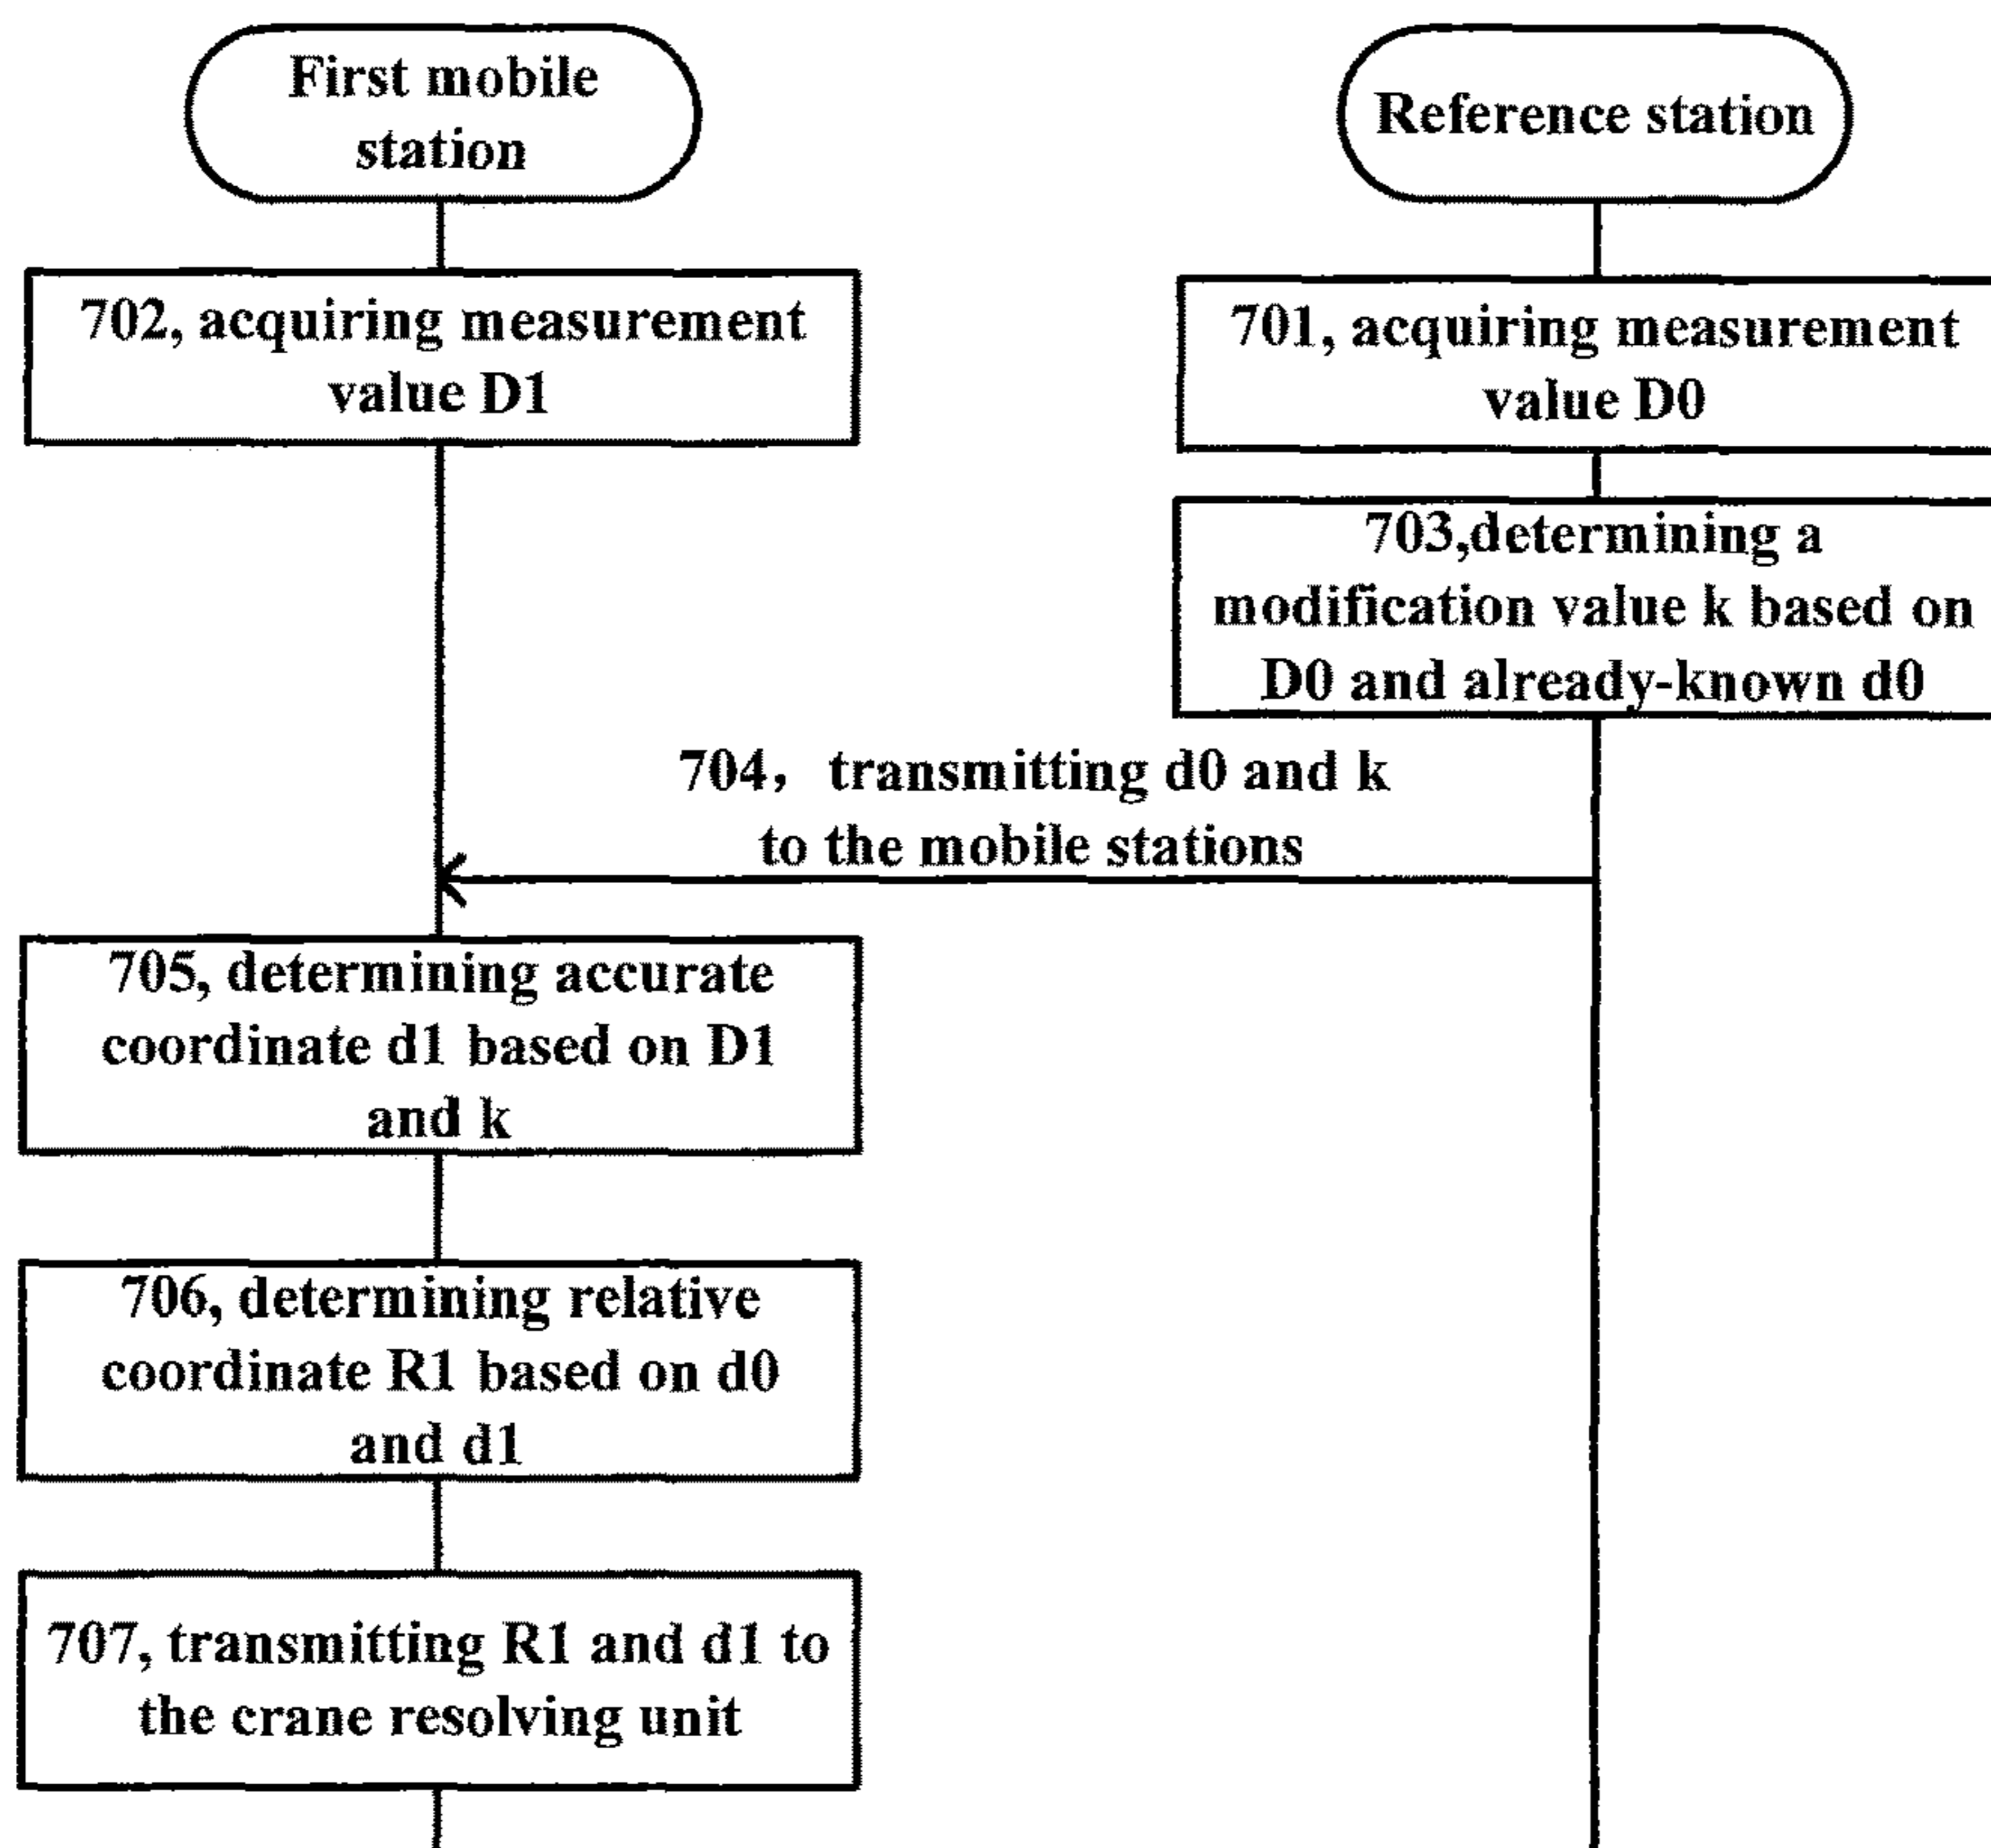 First mobile
station
Reference station
702, acquiring measurement
value D1
701, acquiring measurement
value D0
703,determining a
modification value k based on
D0 and already-known d0
704, transmitting d0 and k
to the mobile stations
705, determining accurate
coordinate d1 based on D1
and k
706, determining relative
coordinate R1 based on d0
and d1
707, transmitting R1 and d1 to
the crane resolving unit